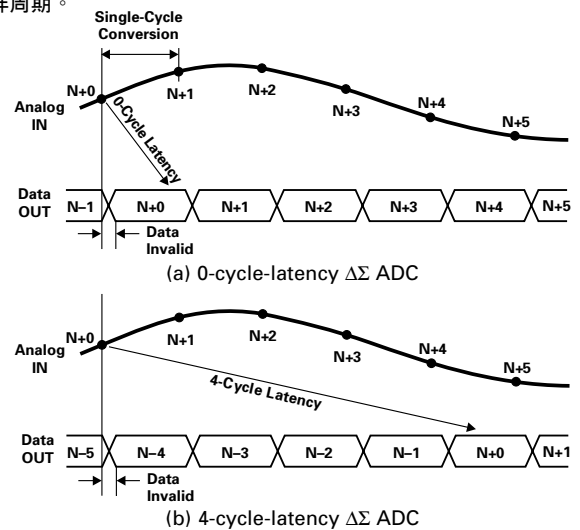 样周期。
Single-Cycle
Conversion
N+0
N+1
N+2
N+3
N+4
N+5
Analog
IN
0-Cycle Latency
Data
OUT
N–1
N+0
N+1
N+2
N+3
N+4
N+5
Data
Invalid
(a) 0-cycle-latency ΔΣ ADC
N+0
N+1
N+2
N+3
N+4
N+5
Analog
IN
4-Cycle Latency
Data
OUT
N–5
N–4
N–3
N–2
N–1
N+0
N+1
Data
Invalid
(b) 4-cycle-latency ΔΣ ADC